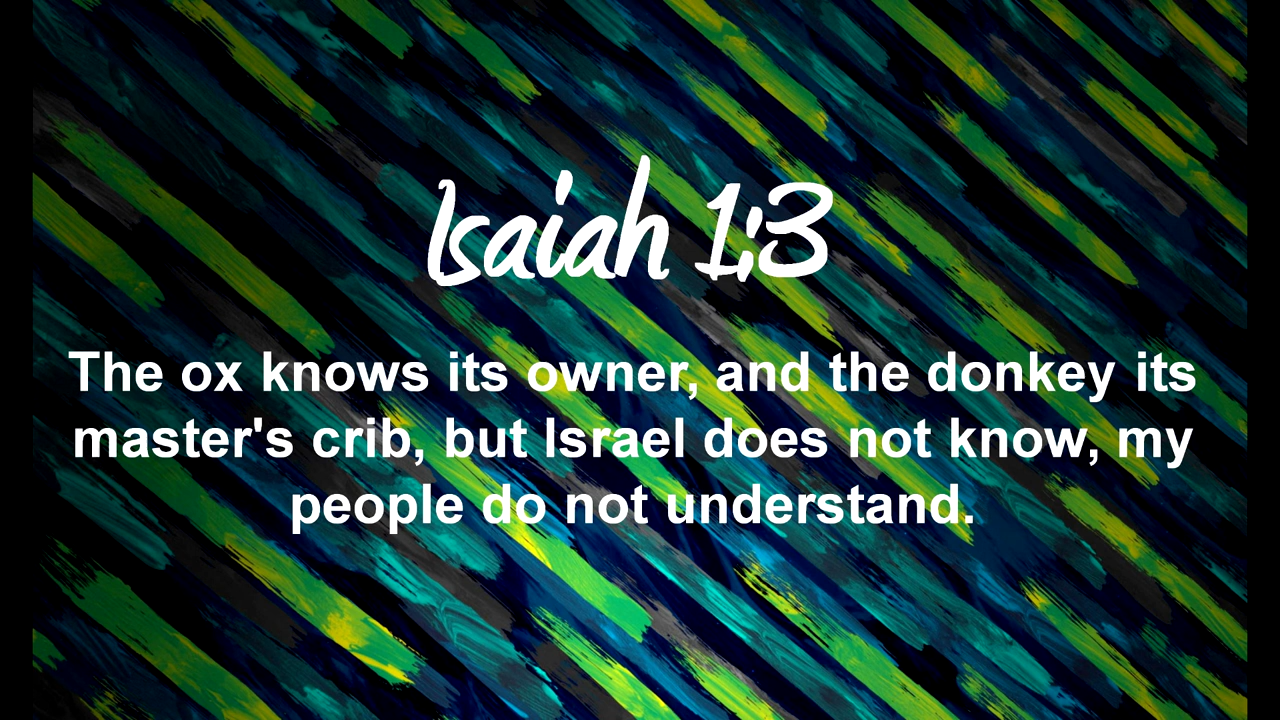 Isaiah 1:3
The ox knows its owner, and the donkey its
master's crib, but Israel does not know, my
people do not understand.